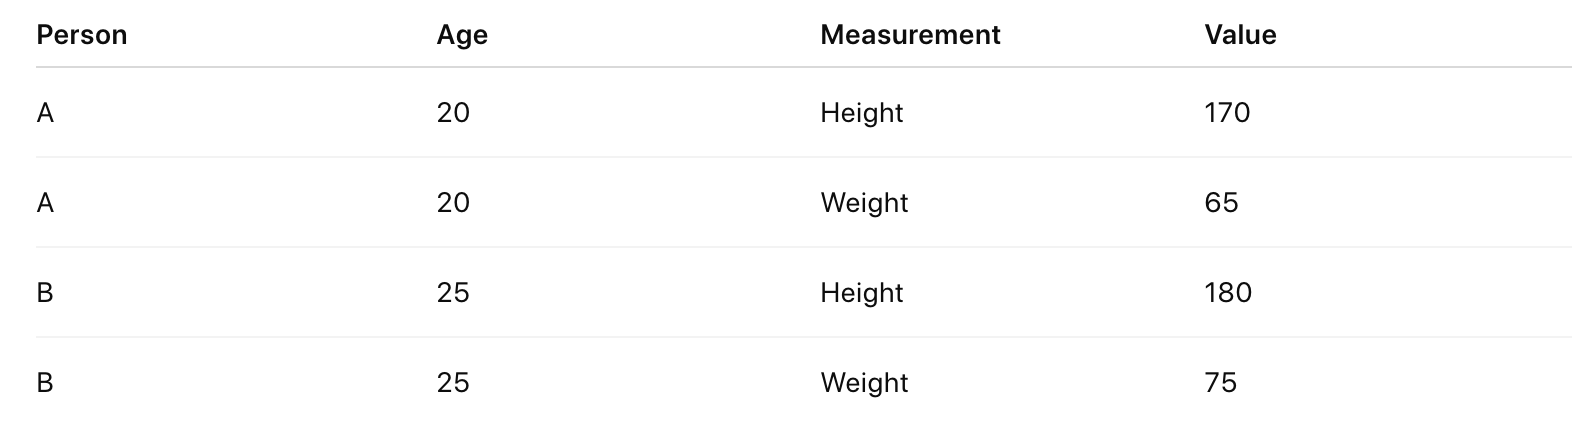 Person Age Measurement Value
A 20 Height 170
A 20 Weight 65
B 25 Height 180
B 25 Weight 75